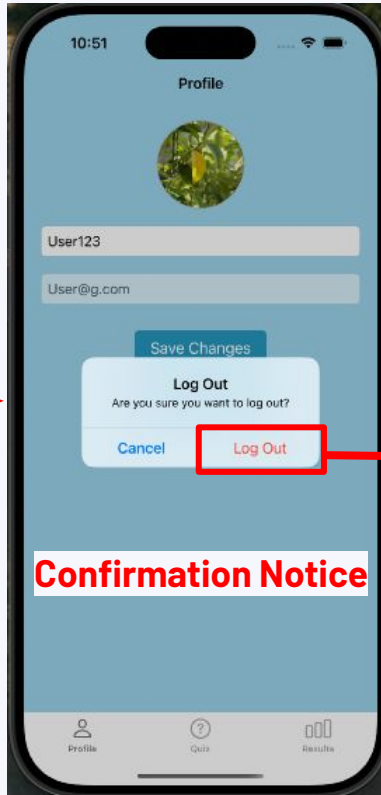 10:51
Profile
User123
User@g.com
Save Changes
Log Out
Are you sure you want to log out?
Cancel
Log Out
Confirmation Notice
Profile
Quiz
Results